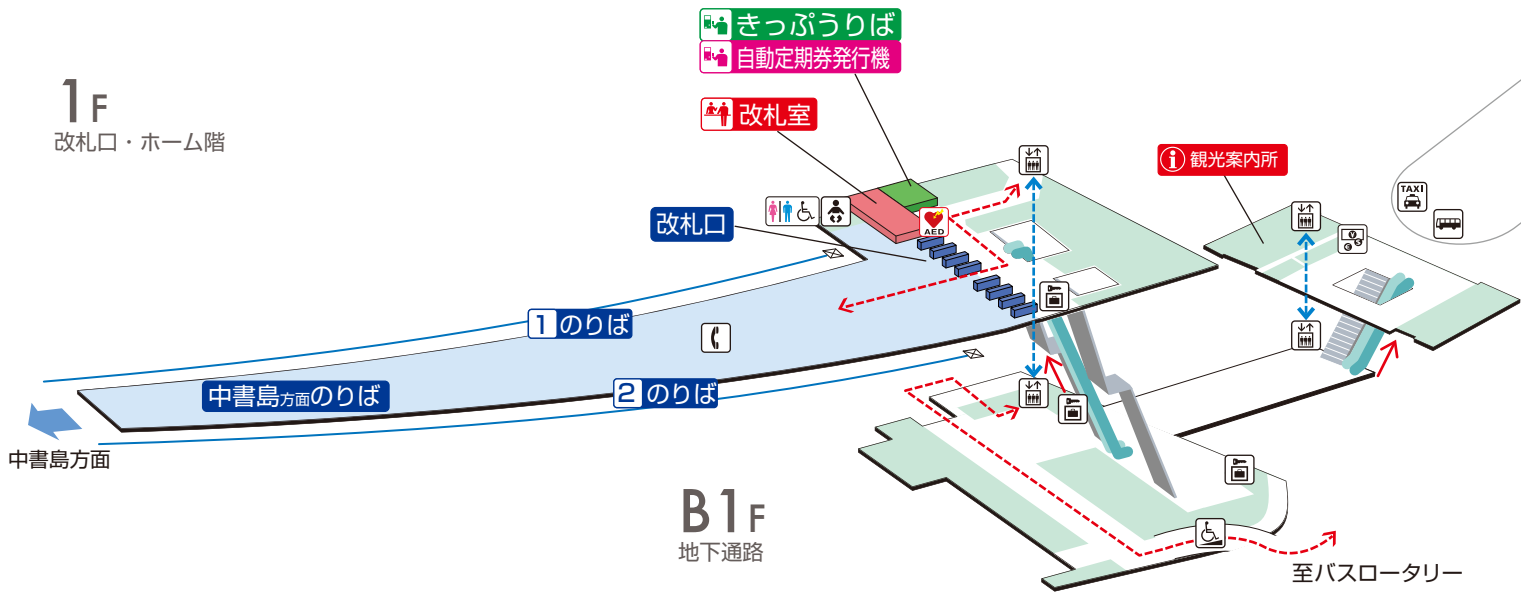 きっぷうりば
自動定期券発行機
1F
改札口・ホーム階
改札室
観光案内所
TAXI
改札口
AED
1 のりば
2 のりば
中書島方面のりば
中書島方面
B1F
地下通路
至バスロータリー